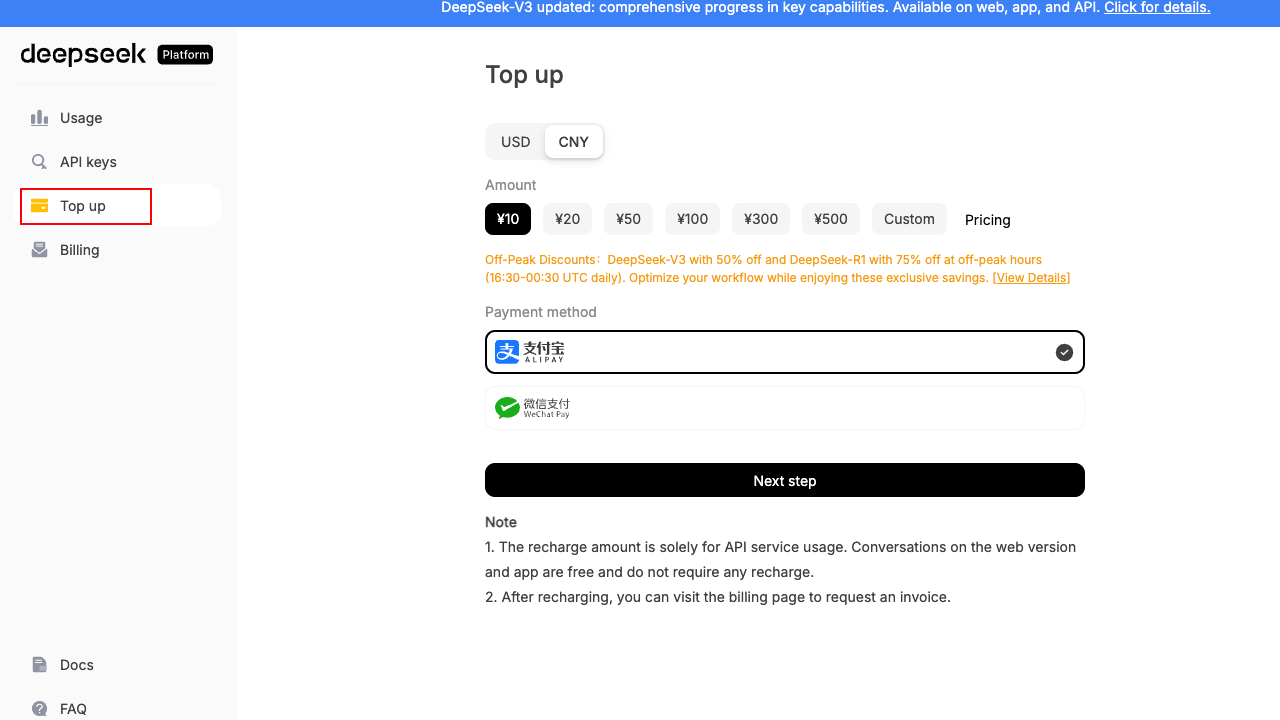 DeepSeek-V3 updated: comprehensive progress in key capabilities. Available on web, app, and API. Click for details.
deepseek Platform
Usage
API keys
Top up
Billing
Docs
FAQ
Top up
USD CNY
Amount
¥10 ¥20 ¥50 ¥100 ¥300 ¥500 Custom Pricing
Off-Peak Discounts：DeepSeek-V3 with 50% off and DeepSeek-R1 with 75% off at off-peak hours
(16:30-00:30 UTC daily). Optimize your workflow while enjoying these exclusive savings. [View Details]
Payment method
支 支付宝
ALIPAY
微信支付
WeChat Pay
Next step
Note
1. The recharge amount is solely for API service usage. Conversations on the web version
and app are free and do not require any recharge.
2. After recharging, you can visit the billing page to request an invoice.